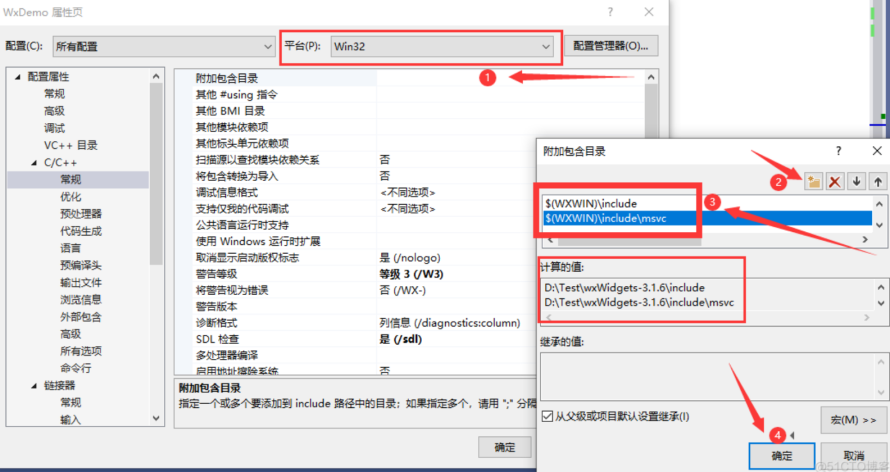 WxDemo 属性页
配置(C):
所有配置
平台(P):
Win32
配置管理器(O)...
配置属性
常规
高级
调试
VC++ 目录
C/C++
常规
优化
预处理器
代码生成
语言
预编译头
输出文件
浏览信息
外部包含
高级
所有选项
命令行
链接器
常规
输入
附加包含目录
其他 #using 指令
其他 BMI 目录
其他模块依赖项
其他标头单元依赖项
扫描源以查找模块依赖关系 否
将包含转换为导入 否
调试信息格式 <不同选项>
支持仅我的代码调试 <不同选项>
公共语言运行时支持
使用 Windows 运行时扩展
取消显示启动版权标志 是 (/nologo)
警告等级 等级 3 (/W3)
将警告视为错误 否 (/WX-)
警告版本
诊断格式 列信息 (/diagnostics:column)
SDL 检查 是 (/sdl)
多处理器编译
启用地址擦除系统 否
附加包含目录
指定一个或多个要添加到 include 路径中的目录；如果指定多个，请用 ";" 分隔
确定
1
附加包含目录
2
3
$(WXWIN)\include
$(WXWIN)\include\msvc
计算的值:
D:\Test\wxWidgets-3.1.6\include
D:\Test\wxWidgets-3.1.6\include\msvc
继承的值:
从父级或项目默认设置继承(I)
宏(M) >>
4
确定
取消
@51CTO博客